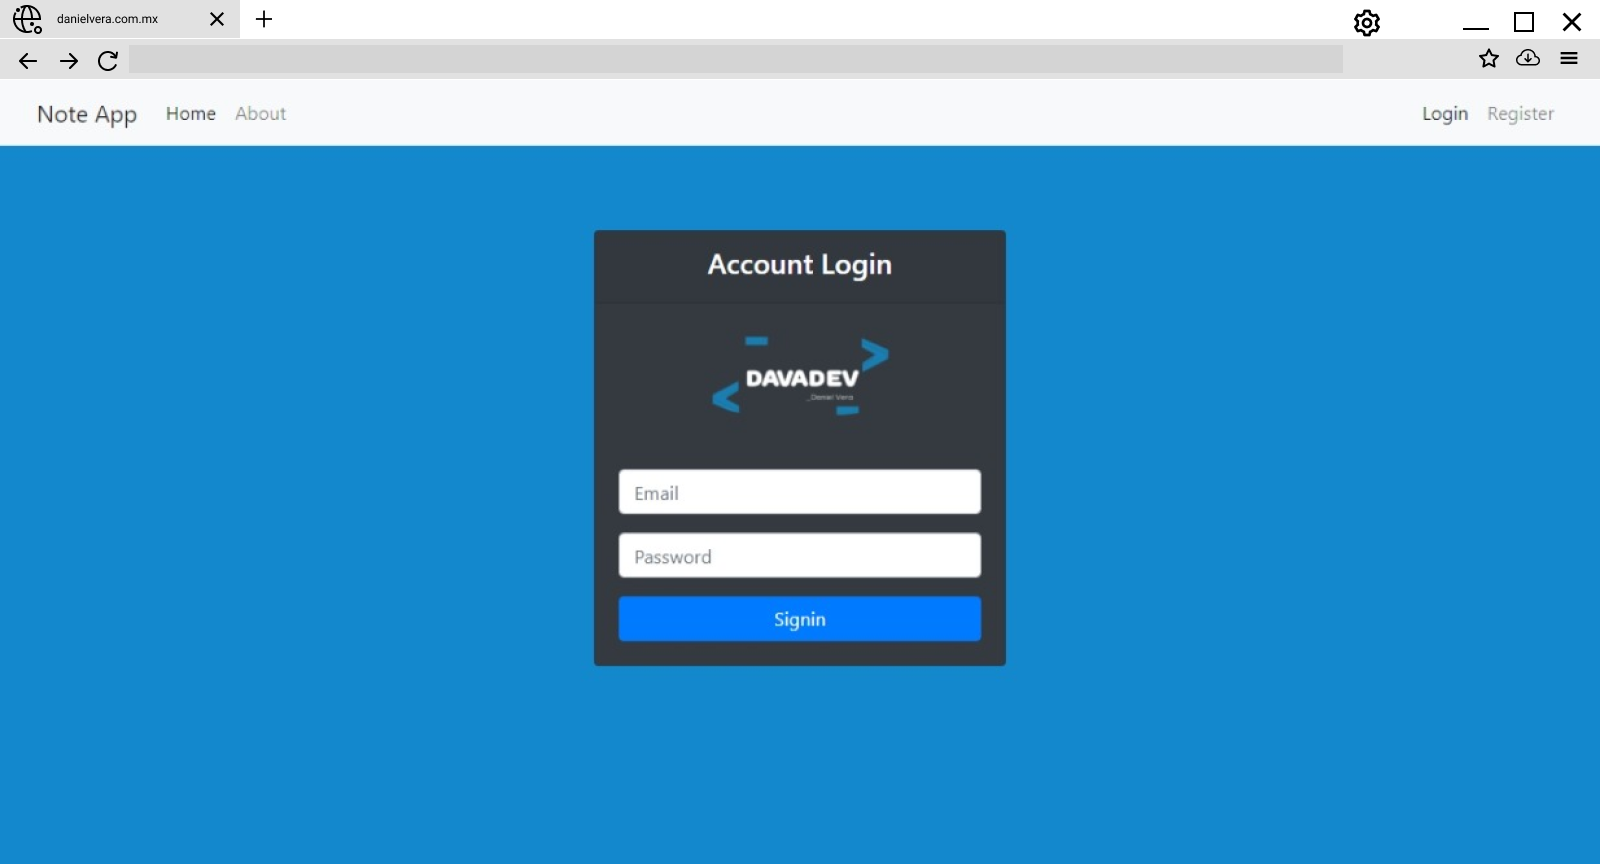 danielvera.com.mx
Note App Home About Login Register
Account Login
DAVADEV
_Daniel Vera
Email
Password
Signin